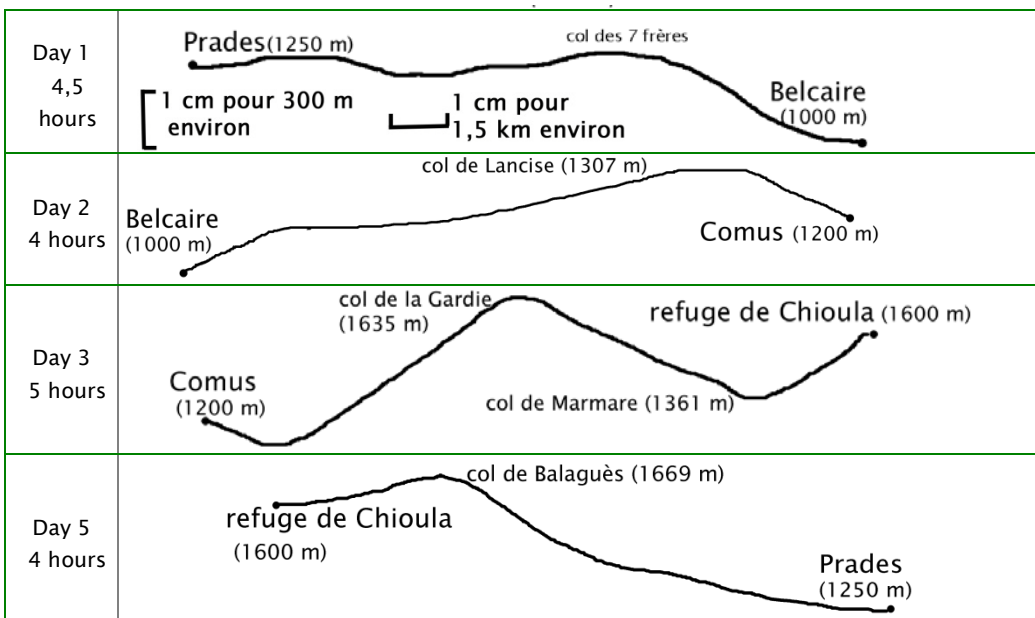 Day 1
4,5
hours
Prades(1250 m)
col des 7 frères
Belcaire
(1000 m)
1 cm pour 300 m
environ
1 cm pour
1,5 km environ
Day 2
4 hours
Belcaire
(1000 m)
col de Lancise (1307 m)
Comus (1200 m)
Day 3
5 hours
Comus
(1200 m)
col de la Gardie
(1635 m)
col de Marmare (1361 m)
refuge de Chioula (1600 m)
Day 5
4 hours
refuge de Chioula
(1600 m)
col de Balaguès (1669 m)
Prades
(1250 m)